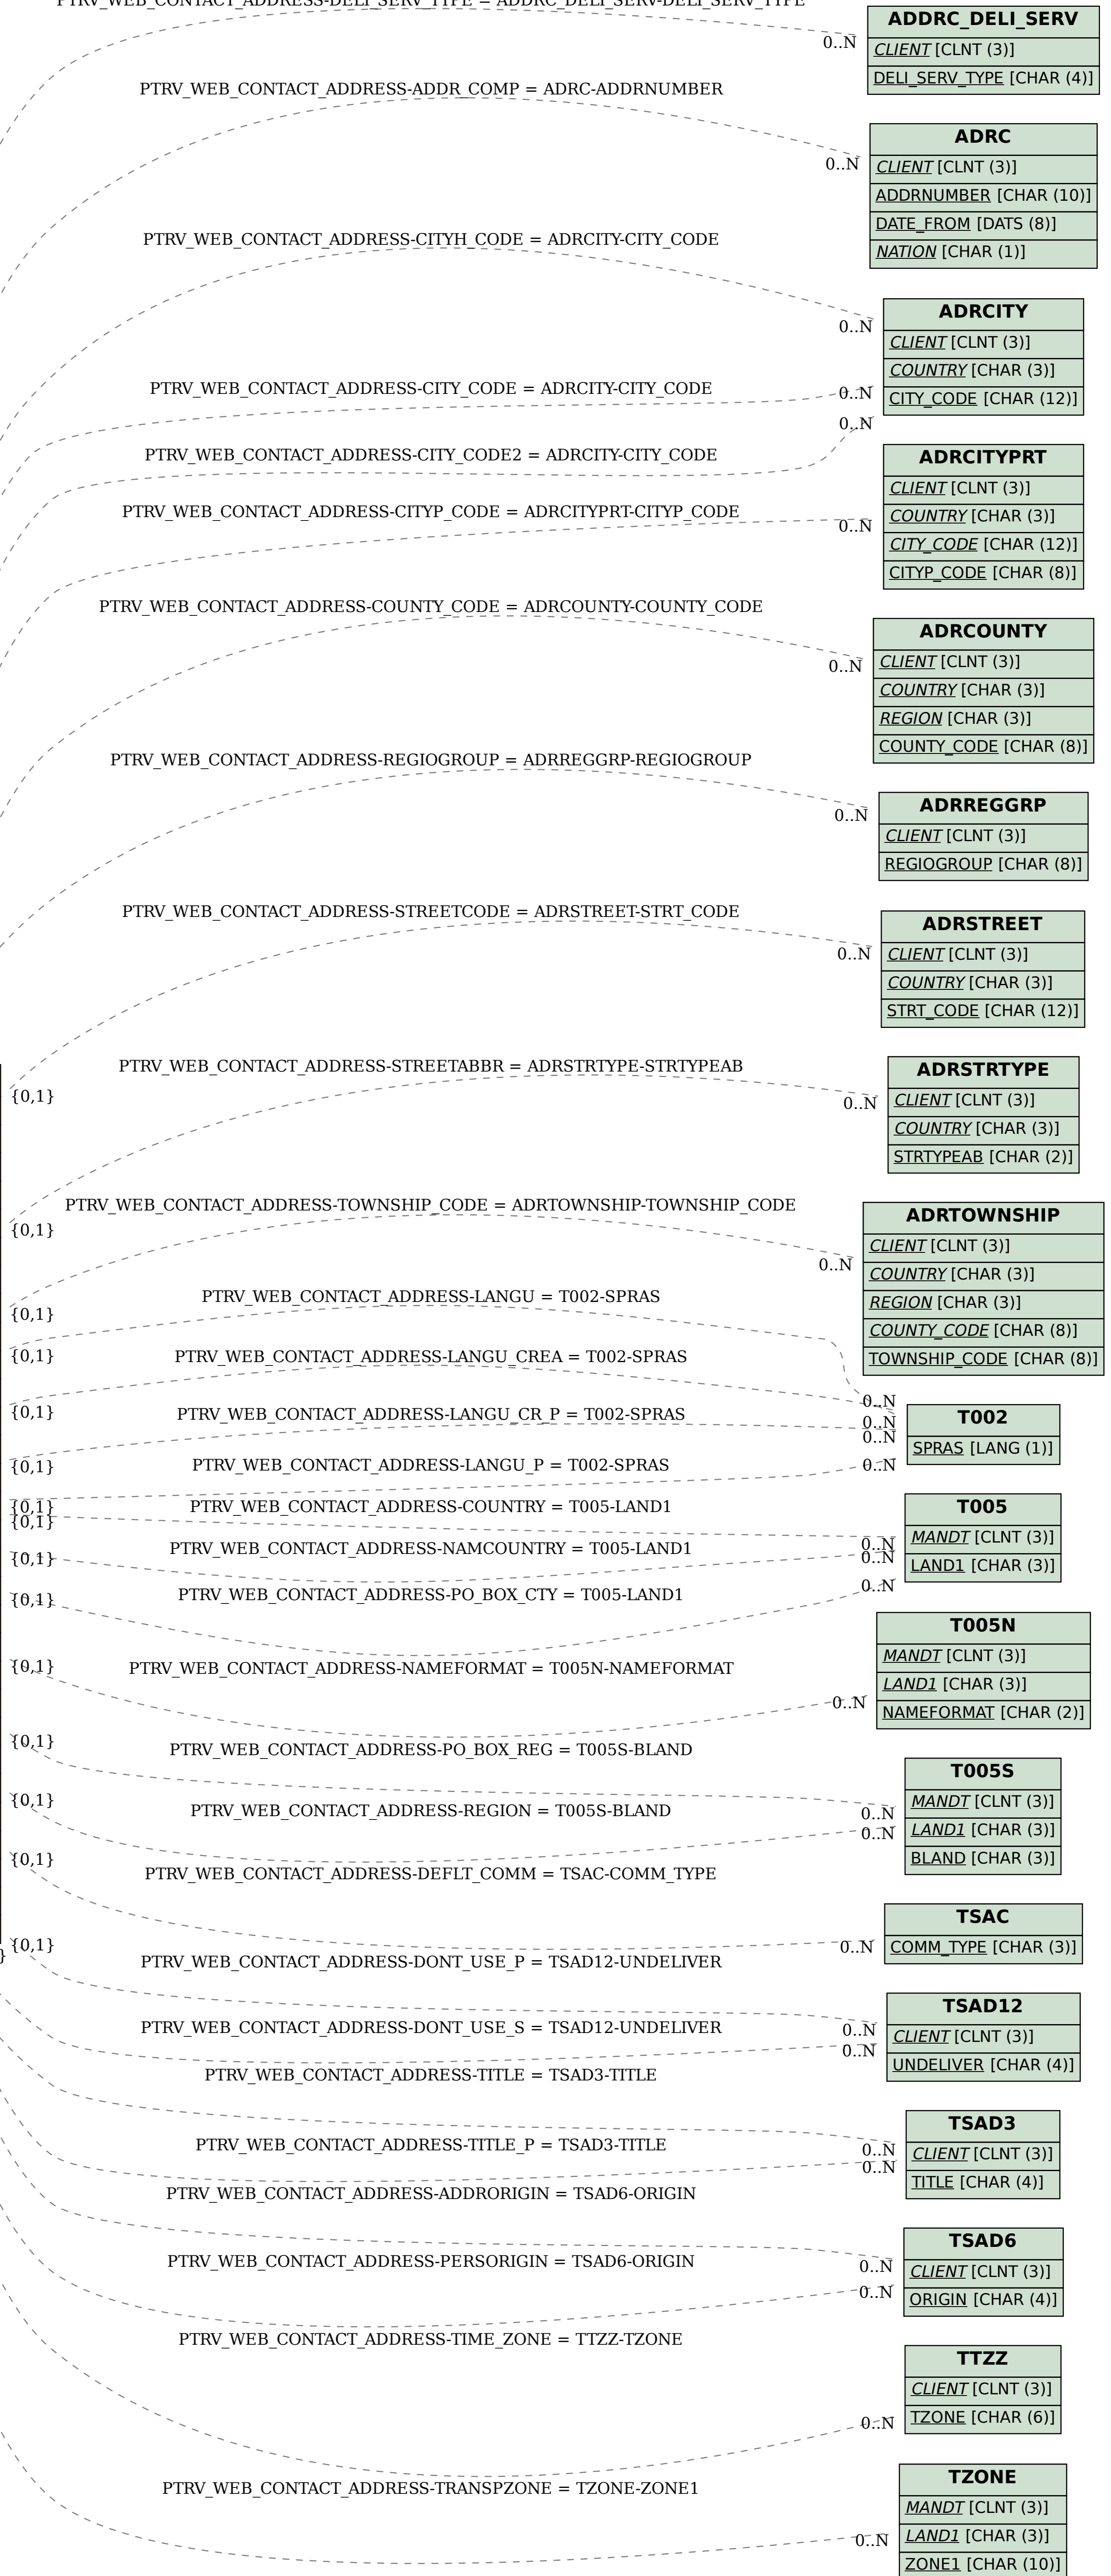 PTRV_WEB_CONTACT_ADDRESS-DELI_SERV_TYPE = ADDRC_DELI_SERV-DELI_SERV_TYPE
ADDRC_DELI_SERV
CLIENT [CLNT (3)]
DELI_SERV_TYPE [CHAR (4)]
0..N
PTRV_WEB_CONTACT_ADDRESS-ADDR_COMP = ADRC-ADDRNUMBER
0..N
ADRC
CLIENT [CLNT (3)]
ADDRNUMBER [CHAR (10)]
DATE_FROM [DATS (8)]
NATION [CHAR (1)]
PTRV_WEB_CONTACT_ADDRESS-CITYH_CODE = ADRCITY-CITY_CODE
0..N
PTRV_WEB_CONTACT_ADDRESS-CITY_CODE = ADRCITY-CITY_CODE
0..N
PTRV_WEB_CONTACT_ADDRESS-CITY_CODE2 = ADRCITY-CITY_CODE
0..N
ADRCITY
CLIENT [CLNT (3)]
COUNTRY [CHAR (3)]
CITY_CODE [CHAR (12)]
PTRV_WEB_CONTACT_ADDRESS-CITYP_CODE = ADRCITYPRT-CITYP_CODE
0..N
ADRCITYPRT
CLIENT [CLNT (3)]
COUNTRY [CHAR (3)]
CITY_CODE [CHAR (12)]
CITYP_CODE [CHAR (8)]
PTRV_WEB_CONTACT_ADDRESS-COUNTY_CODE = ADRCOUNTY-COUNTY_CODE
0..N
ADRCOUNTY
CLIENT [CLNT (3)]
COUNTRY [CHAR (3)]
REGION [CHAR (3)]
COUNTY_CODE [CHAR (8)]
PTRV_WEB_CONTACT_ADDRESS-REGIOGROUP = ADRREGGRP-REGIOGROUP
0..N
ADRREGGRP
CLIENT [CLNT (3)]
REGIOGROUP [CHAR (8)]
PTRV_WEB_CONTACT_ADDRESS-STREETCODE = ADRSTREET-STRT_CODE
0..N
{0,1}
ADRSTREET
CLIENT [CLNT (3)]
COUNTRY [CHAR (3)]
STRT_CODE [CHAR (12)]
PTRV_WEB_CONTACT_ADDRESS-STREETABBR = ADRSTRTYPE-STRTYPEAB
0..N
{0,1}
ADRSTRTYPE
CLIENT [CLNT (3)]
COUNTRY [CHAR (3)]
STRTYPEAB [CHAR (2)]
PTRV_WEB_CONTACT_ADDRESS-TOWNSHIP_CODE = ADRTOWNSHIP-TOWNSHIP_CODE
0..N
{0,1}
ADRTOWNSHIP
CLIENT [CLNT (3)]
COUNTRY [CHAR (3)]
REGION [CHAR (3)]
COUNTY_CODE [CHAR (8)]
TOWNSHIP_CODE [CHAR (8)]
PTRV_WEB_CONTACT_ADDRESS-LANGU = T002-SPRAS
{0,1}
0..N
PTRV_WEB_CONTACT_ADDRESS-LANGU_CREA = T002-SPRAS
{0,1}
0..N
PTRV_WEB_CONTACT_ADDRESS-LANGU_CR_P = T002-SPRAS
{0,1}
0..N
PTRV_WEB_CONTACT_ADDRESS-LANGU_P = T002-SPRAS
{0,1}
0..N
T002
SPRAS [LANG (1)]
PTRV_WEB_CONTACT_ADDRESS-COUNTRY = T005-LAND1
{0,1}
0..N
PTRV_WEB_CONTACT_ADDRESS-NAMCOUNTRY = T005-LAND1
{0,1}
0..N
PTRV_WEB_CONTACT_ADDRESS-PO_BOX_CTY = T005-LAND1
{0,1}
0..N
T005
MANDT [CLNT (3)]
LAND1 [CHAR (3)]
PTRV_WEB_CONTACT_ADDRESS-NAMEFORMAT = T005N-NAMEFORMAT
{0,1}
0..N
T005N
MANDT [CLNT (3)]
LAND1 [CHAR (3)]
NAMEFORMAT [CHAR (2)]
PTRV_WEB_CONTACT_ADDRESS-PO_BOX_REG = T005S-BLAND
{0,1}
0..N
PTRV_WEB_CONTACT_ADDRESS-REGION = T005S-BLAND
{0,1}
0..N
T005S
MANDT [CLNT (3)]
LAND1 [CHAR (3)]
BLAND [CHAR (3)]
PTRV_WEB_CONTACT_ADDRESS-DEFLT_COMM = TSAC-COMM_TYPE
{0,1}
0..N
TSAC
COMM_TYPE [CHAR (3)]
{0,1}
}
PTRV_WEB_CONTACT_ADDRESS-DONT_USE_P = TSAD12-UNDELIVER
0..N
PTRV_WEB_CONTACT_ADDRESS-DONT_USE_S = TSAD12-UNDELIVER
0..N
TSAD12
CLIENT [CLNT (3)]
UNDELIVER [CHAR (4)]
PTRV_WEB_CONTACT_ADDRESS-TITLE = TSAD3-TITLE
0..N
PTRV_WEB_CONTACT_ADDRESS-TITLE_P = TSAD3-TITLE
0..N
TSAD3
CLIENT [CLNT (3)]
TITLE [CHAR (4)]
PTRV_WEB_CONTACT_ADDRESS-ADDRORIGIN = TSAD6-ORIGIN
0..N
PTRV_WEB_CONTACT_ADDRESS-PERSORIGIN = TSAD6-ORIGIN
0..N
TSAD6
CLIENT [CLNT (3)]
ORIGIN [CHAR (4)]
PTRV_WEB_CONTACT_ADDRESS-TIME_ZONE = TTZZ-TZONE
0..N
TTZZ
CLIENT [CLNT (3)]
TZONE [CHAR (6)]
PTRV_WEB_CONTACT_ADDRESS-TRANSPZONE = TZONE-ZONE1
0..N
TZONE
MANDT [CLNT (3)]
LAND1 [CHAR (3)]
ZONE1 [CHAR (10)]